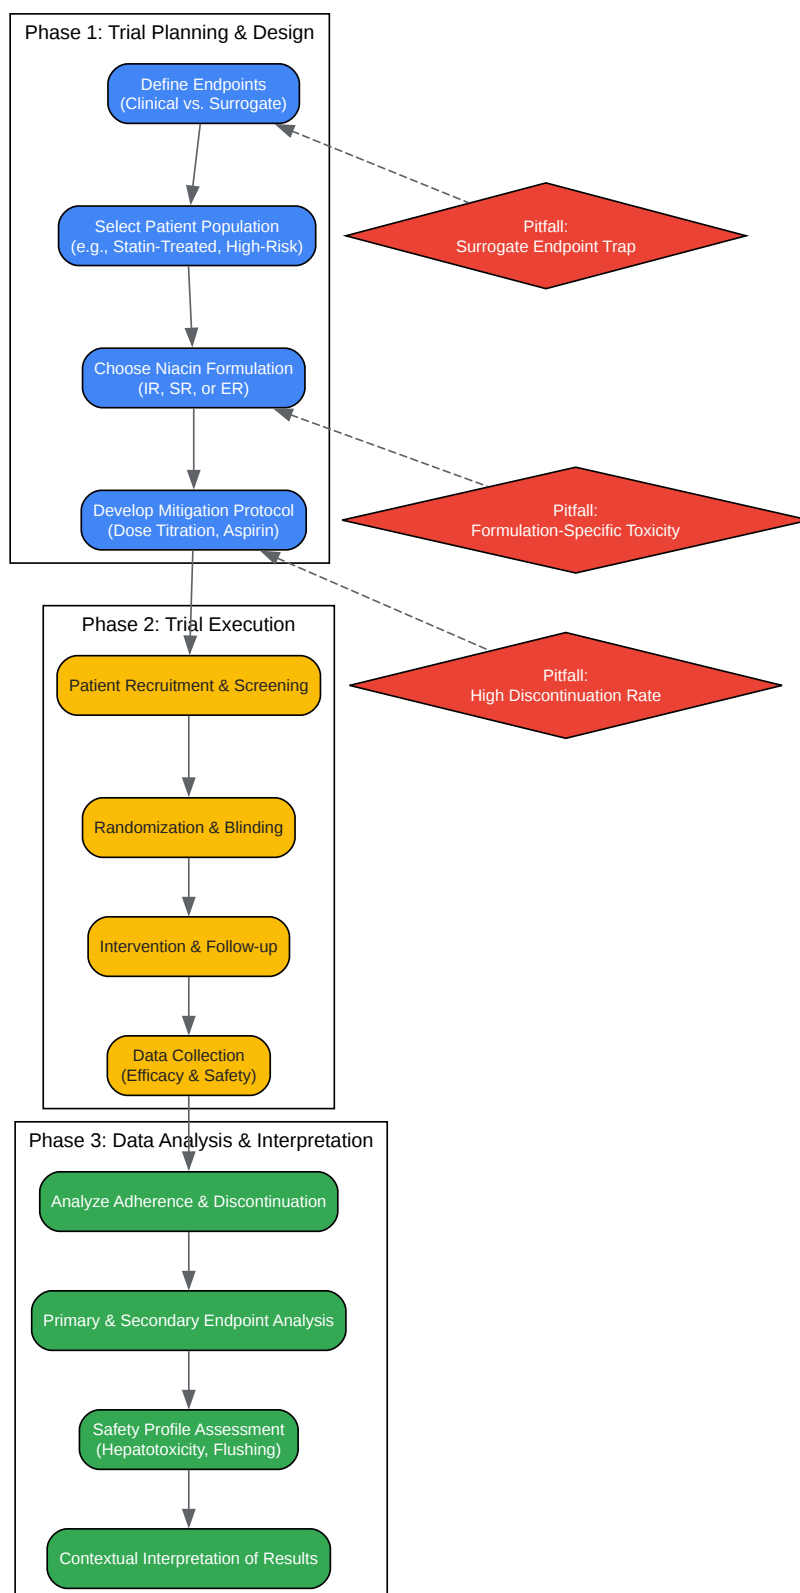 Phase 1: Trial Planning & Design
Define Endpoints
(Clinical vs. Surrogate)
Select Patient Population
(e.g., Statin-Treated, High-Risk)
Pitfall:
Surrogate Endpoint Trap
Choose Niacin Formulation
(IR, SR, or ER)
Develop Mitigation Protocol
(Dose Titration, Aspirin)
Pitfall:
Formulation-Specific Toxicity
Phase 2: Trial Execution
Patient Recruitment & Screening
Pitfall:
High Discontinuation Rate
Randomization & Blinding
Intervention & Follow-up
Data Collection
(Efficacy & Safety)
Phase 3: Data Analysis & Interpretation
Analyze Adherence & Discontinuation
Primary & Secondary Endpoint Analysis
Safety Profile Assessment
(Hepatotoxicity, Flushing)
Contextual Interpretation of Results